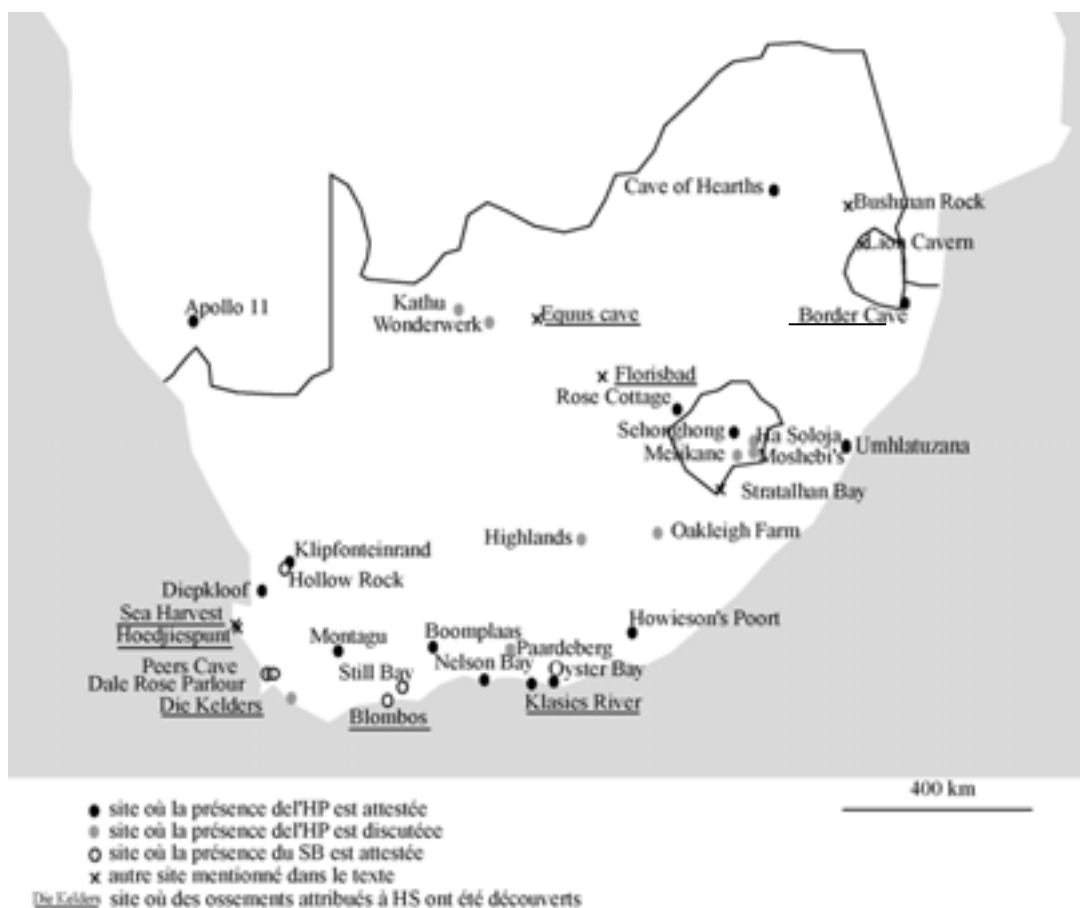 Cave of Hearths
Bushman Rock
Lion Cavern
Apollo 11
Kathu
Wonderwerk
Equus cave
Border Cave
Florisbad
Rose Cottage
Sehonghong
Ha Soloja
Melikane
Moshebi's
Umhlatuzana
Stratalhan Bay
Highlands
Oakleigh Farm
Klipfonteinrand
Hollow Rock
Diepkloof
Sea Harvest
Hoedjiespunt
Howieson's Poort
Montagu
Boomplaas
Paardeberg
Peers Cave
Still Bay
Nelson Bay
Oyster Bay
Dale Rose Parlour
Die Kelders
Blombos
Klasies River
400 km
site où la présence del'HP est attestée
site où la présence del'HP est discutéee
site où la présence du SB est attestée
x autre site mentionné dans le texte
Die Kelders site où des ossements attribués à HS ont été découverts